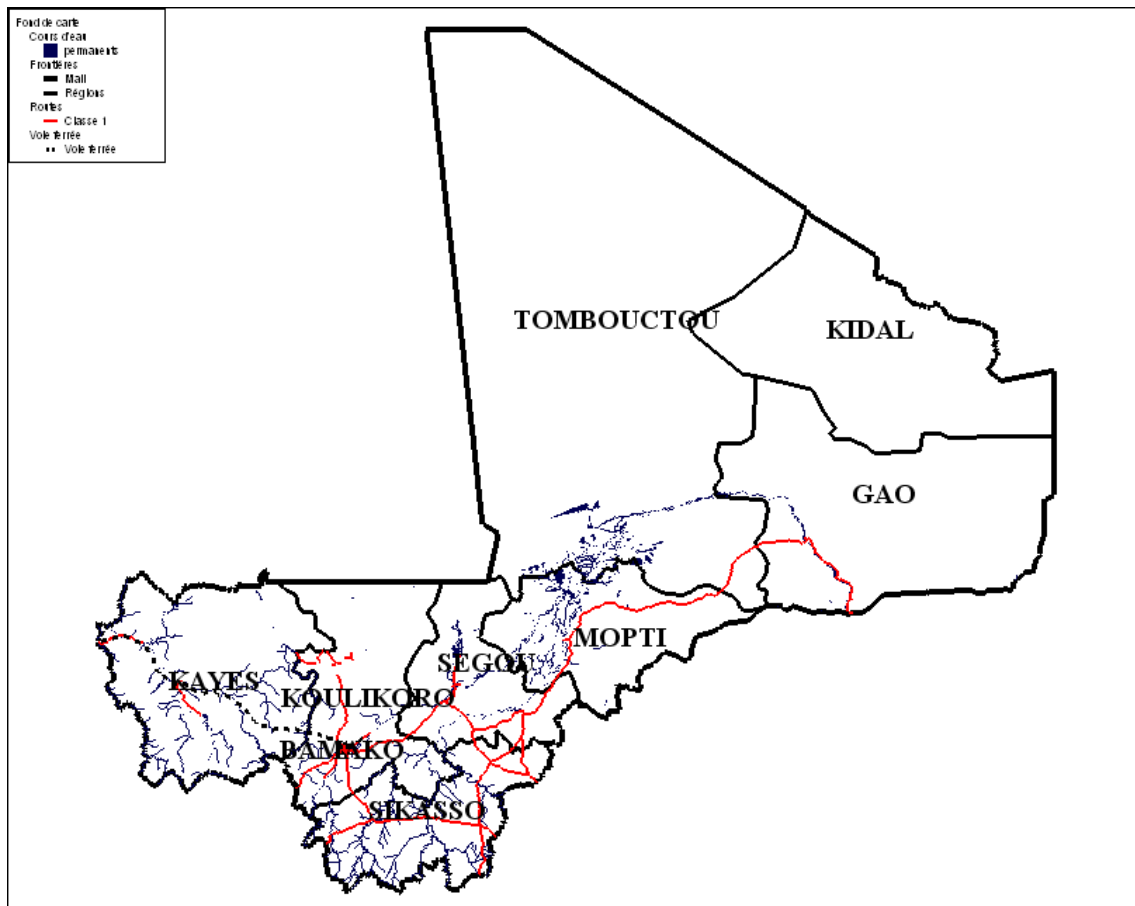 Fond de carte
Cours d'eau
permanents
Frontières
Mali
Régions
Routes
Classe 1
Voie ferrée
Voie ferrée
TOMBOUCTOU
KIDAL
GAO
MOPTI
SEGOU
KAYES
KOULIKORO
BAMAKO
SIKASSO